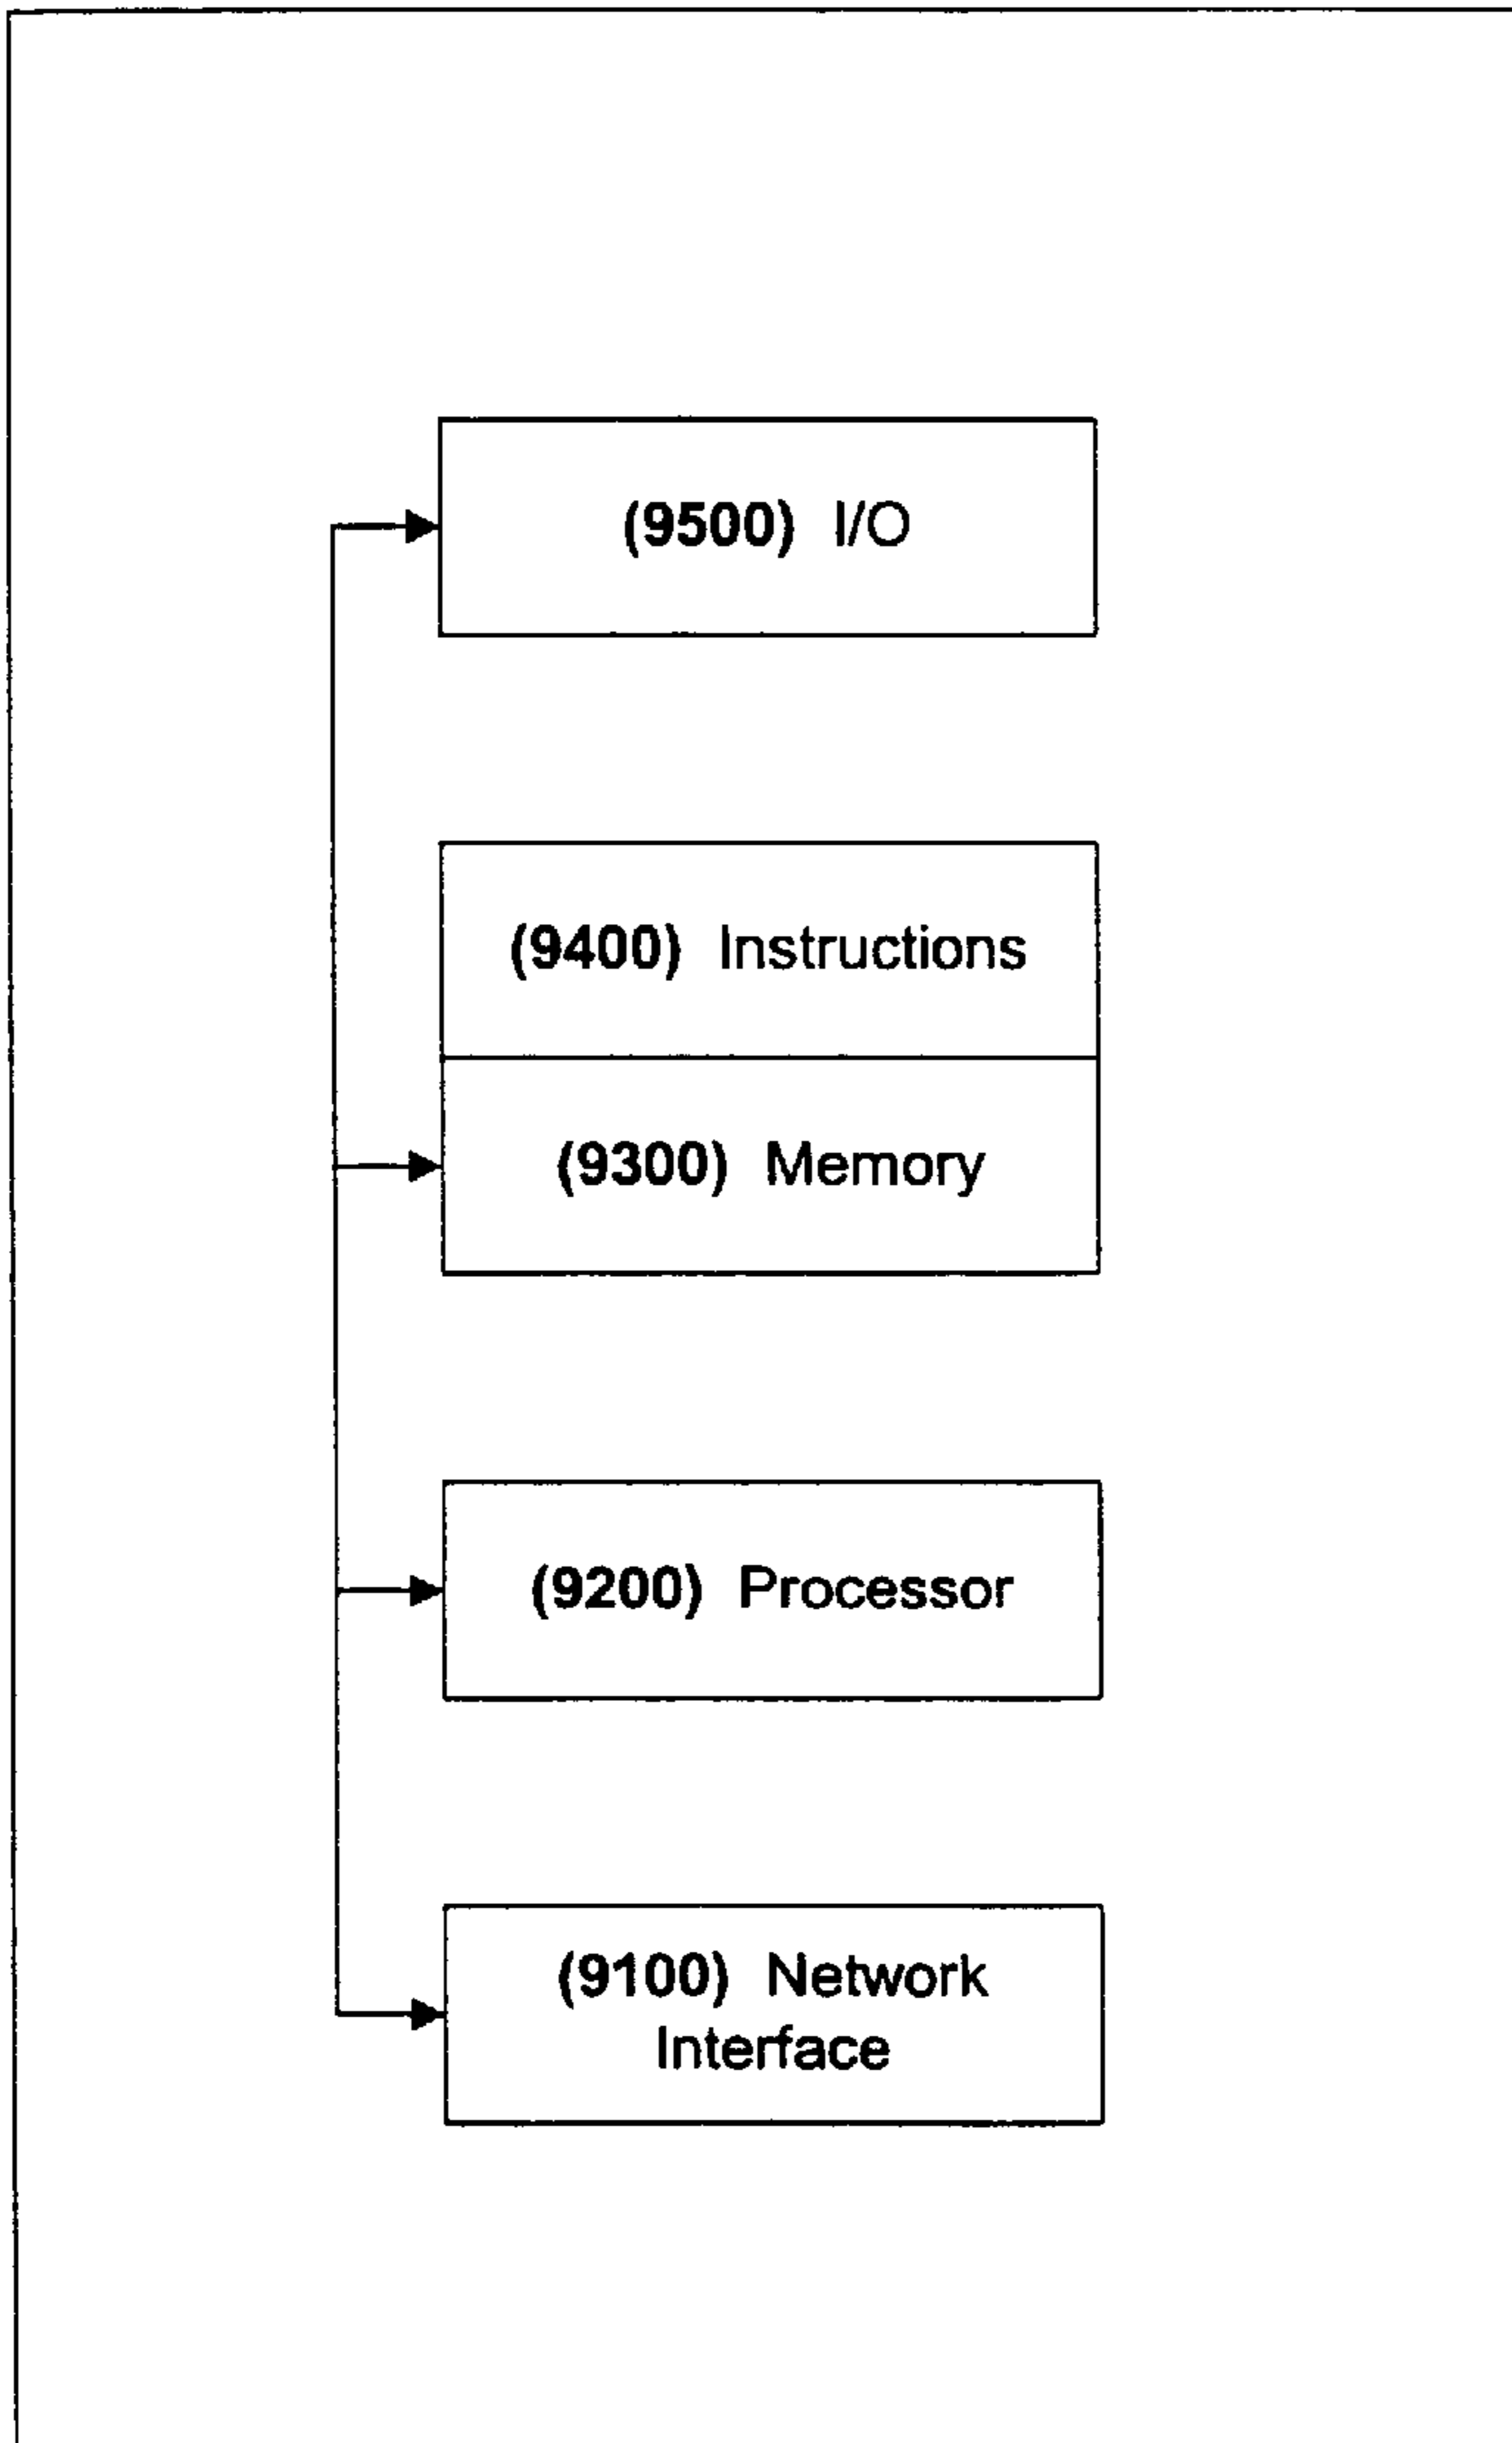 (9500) I/O
(9400) Instructions
(9300) Memory
(9200) Processor
(9100) Network
Interface